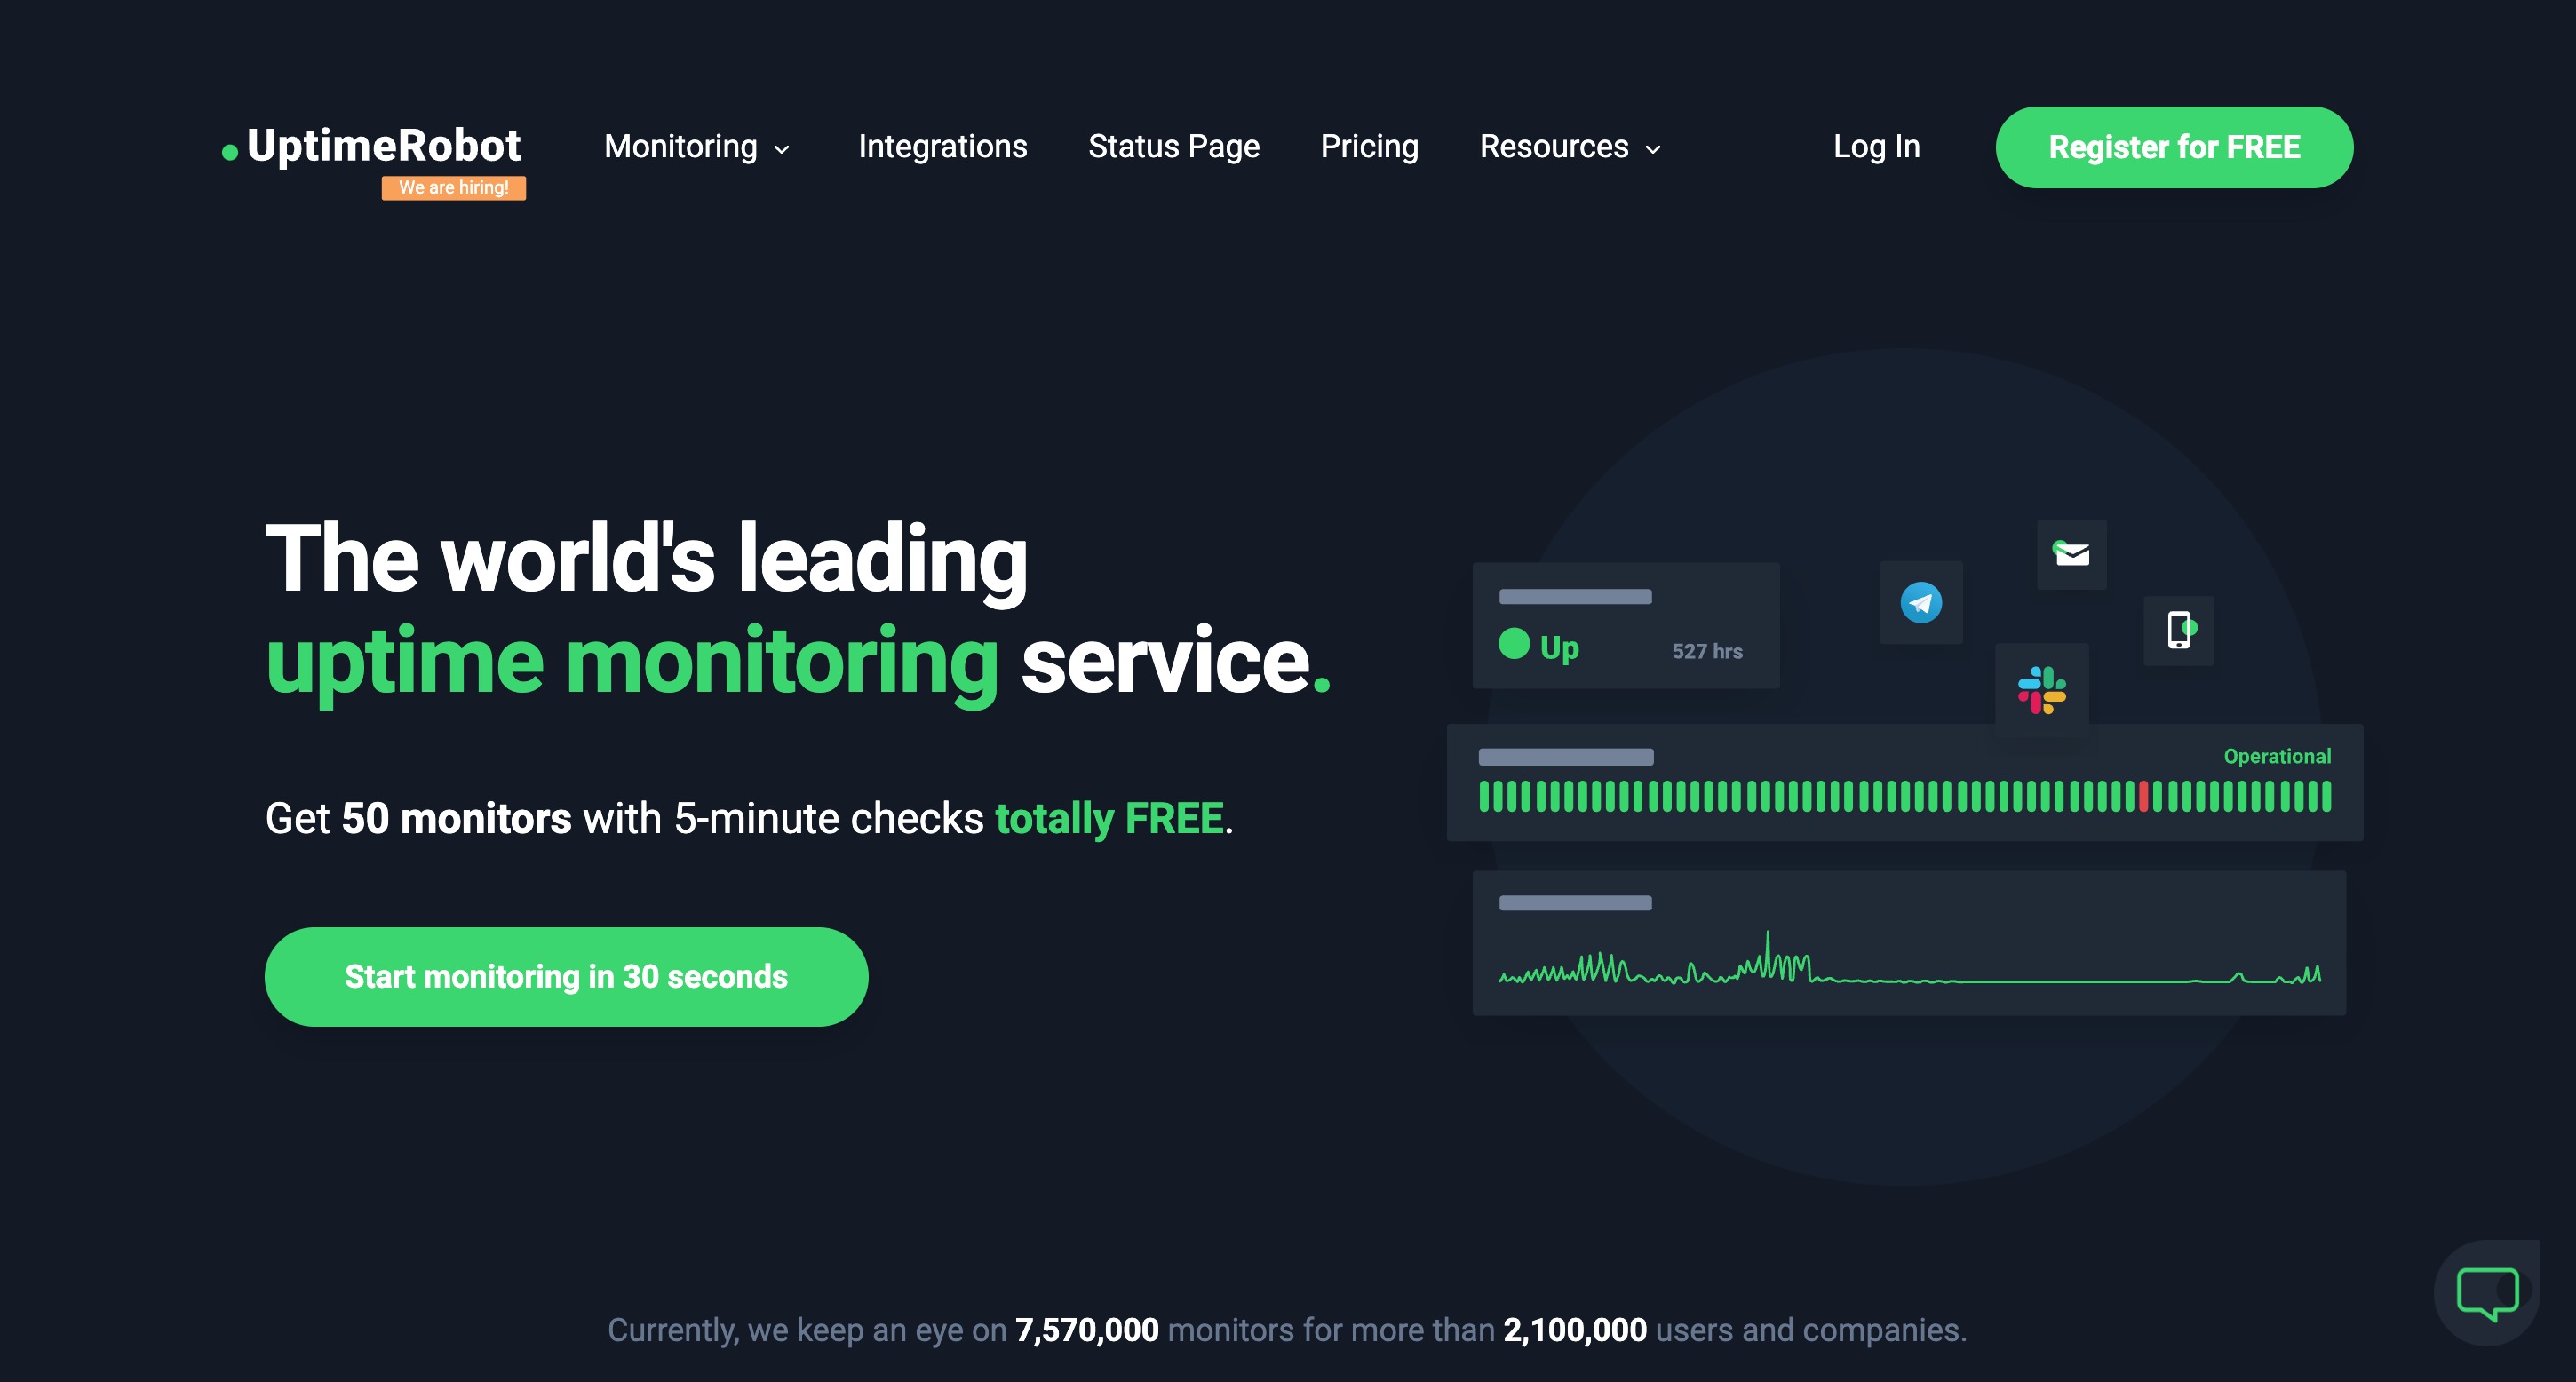 UptimeRobot
We are hiring!
Monitoring
Integrations
Status Page
Pricing
Resources
Log In
Register for FREE
The world's leading
uptime monitoring service.
Get 50 monitors with 5-minute checks totally FREE.
Start monitoring in 30 seconds
Up
527 hrs
Operational
Currently, we keep an eye on 7,570,000 monitors for more than 2,100,000 users and companies.